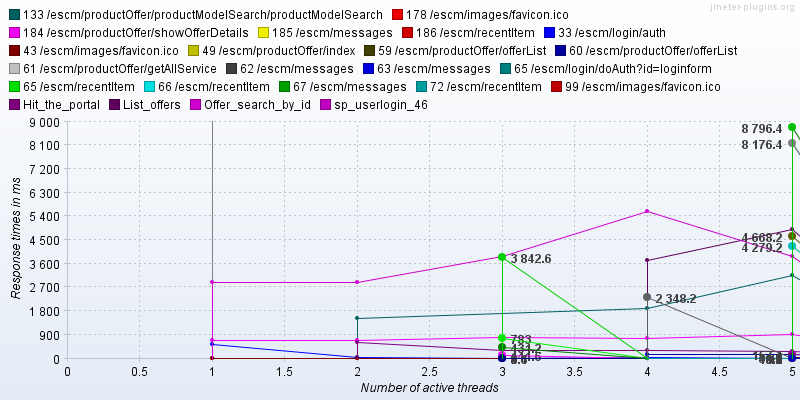 jmeter-plugins.org
133 /escm/productOffer/productModelSearch/productModelSearch 178 /escm/images/favicon.ico
184 /escm/productOffer/showOfferDetails 185 /escm/messages 186 /escm/recentItem 33 /escm/login/auth
43 /escm/images/favicon.ico 49 /escm/productOffer/index 59 /escm/productOffer/offerList 60 /escm/productOffer/offerList
61 /escm/productOffer/getAllService 62 /escm/messages 63 /escm/messages 65 /escm/login/doAuth?id=loginform
65 /escm/recentItem 66 /escm/recentItem 67 /escm/messages 72 /escm/recentItem 99 /escm/images/favicon.ico
Hit_the_portal List_offers Offer_search_by_id sp_userlogin_46
9 000
8 796.4
8 100
8 176.4
7 200
6 300
5 400
4 500
4 668.2
4 279.2
3 600
3 842.6
2 700
2 348.2
1 800
900
783
431.2
0
0 0.5 1 1.5 2 2.5 3 3.5 4 4.5 5
Number of active threads
Response times in ms